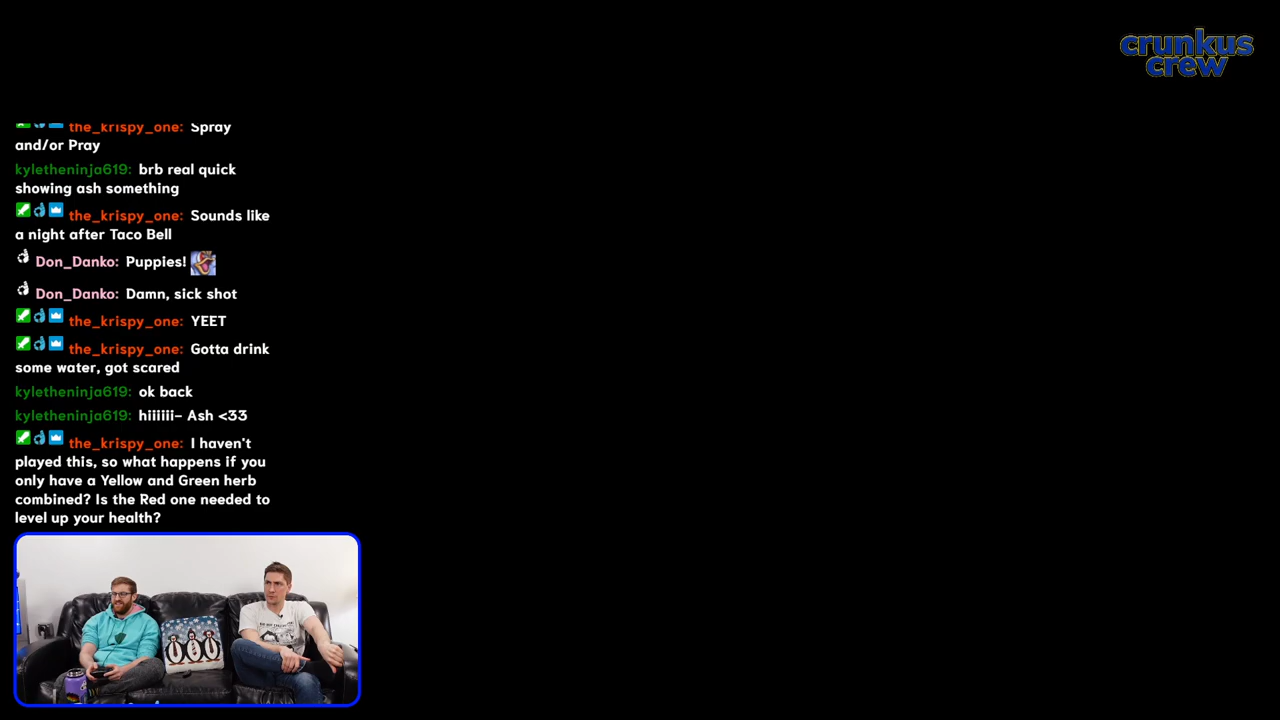 crunkus
crew
the_krispy_one: Spray
and/or Pray
kyletheninja619: brb real quick
showing ash something
the_krispy_one: Sounds like
a night after Taco Bell
Don_Danko: Puppies!
Don_Danko: Damn, sick shot
the_krispy_one: YEET
the_krispy_one: Gotta drink
some water, got scared
kyletheninja619: ok back
kyletheninja619: hiiiiii- Ash <33
the_krispy_one: I haven't
played this, so what happens if you
only have a Yellow and Green herb
combined? Is the Red one needed to
level up your health?